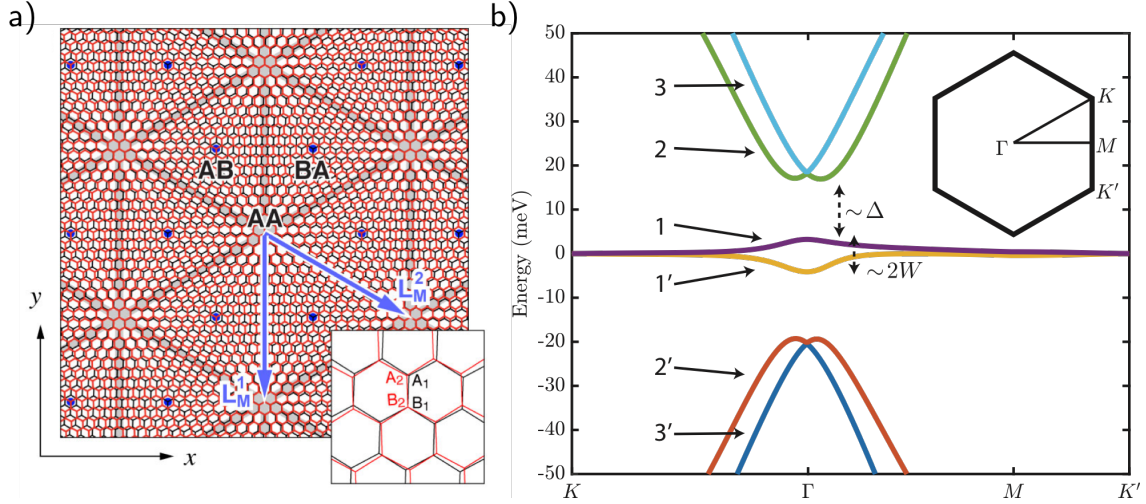 a)
AB
BA
AA
L_M^2
L_M^1
A₂
A₁
B₂
B₁
y
x
b)
50
40
30
20
10
0
-10
-20
-30
-40
-50
Energy (meV)
3
2
1
1′
2′
3′
∼ Δ
∼ 2W
K
Γ
M
K′
K
Γ
M
K′